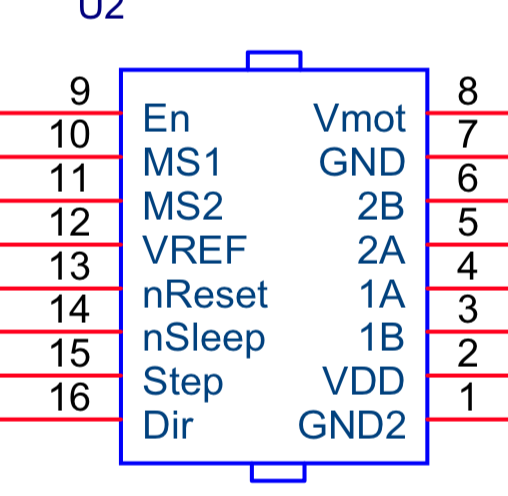 U2
9 En Vmot 8
10 MS1 GND 7
11 MS2 2B 6
12 VREF 2A 5
13 nReset 1A 4
14 nSleep 1B 3
15 Step VDD 2
16 Dir GND2 1